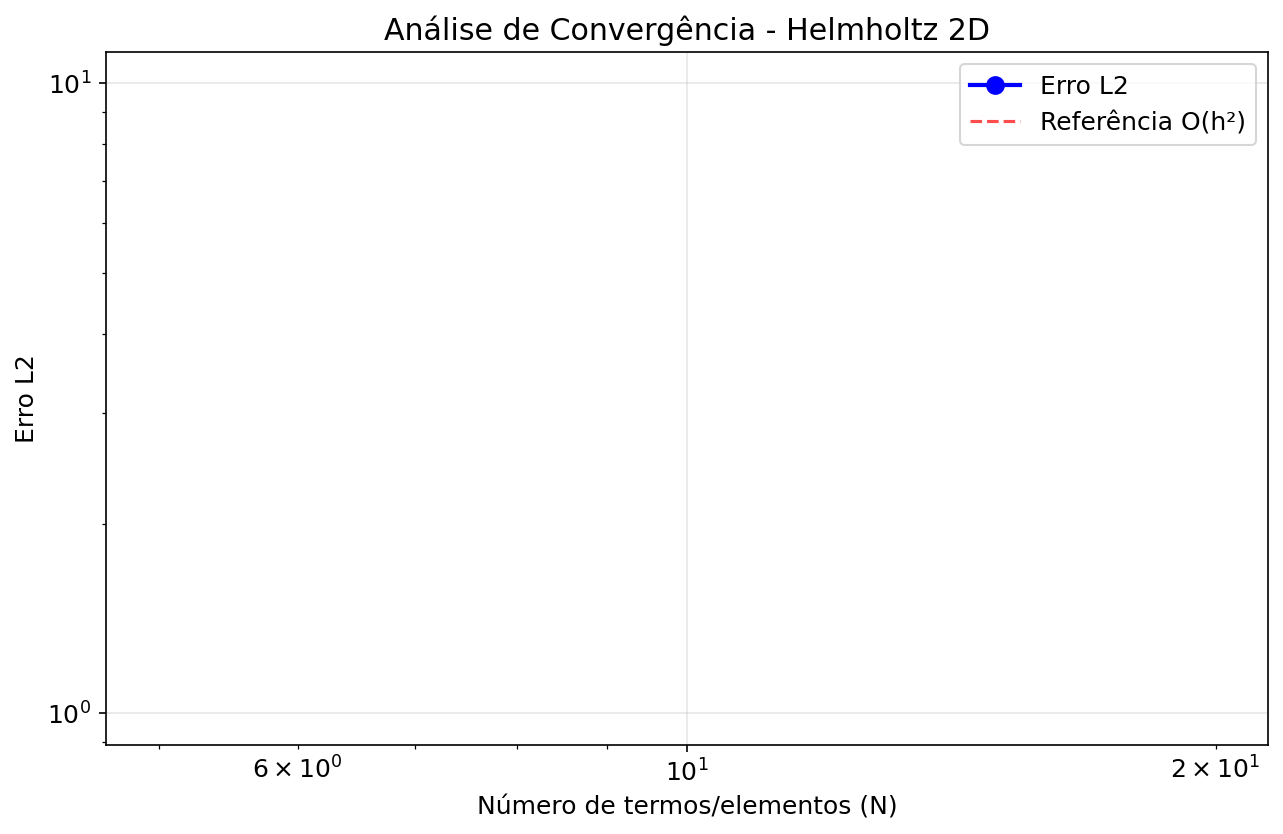 Análise de Convergência - Helmholtz 2D
10¹
Erro L2
Referência O(h²)
Erro L2
10⁰
6 × 10⁰
10¹
2 × 10¹
Número de termos/elementos (N)